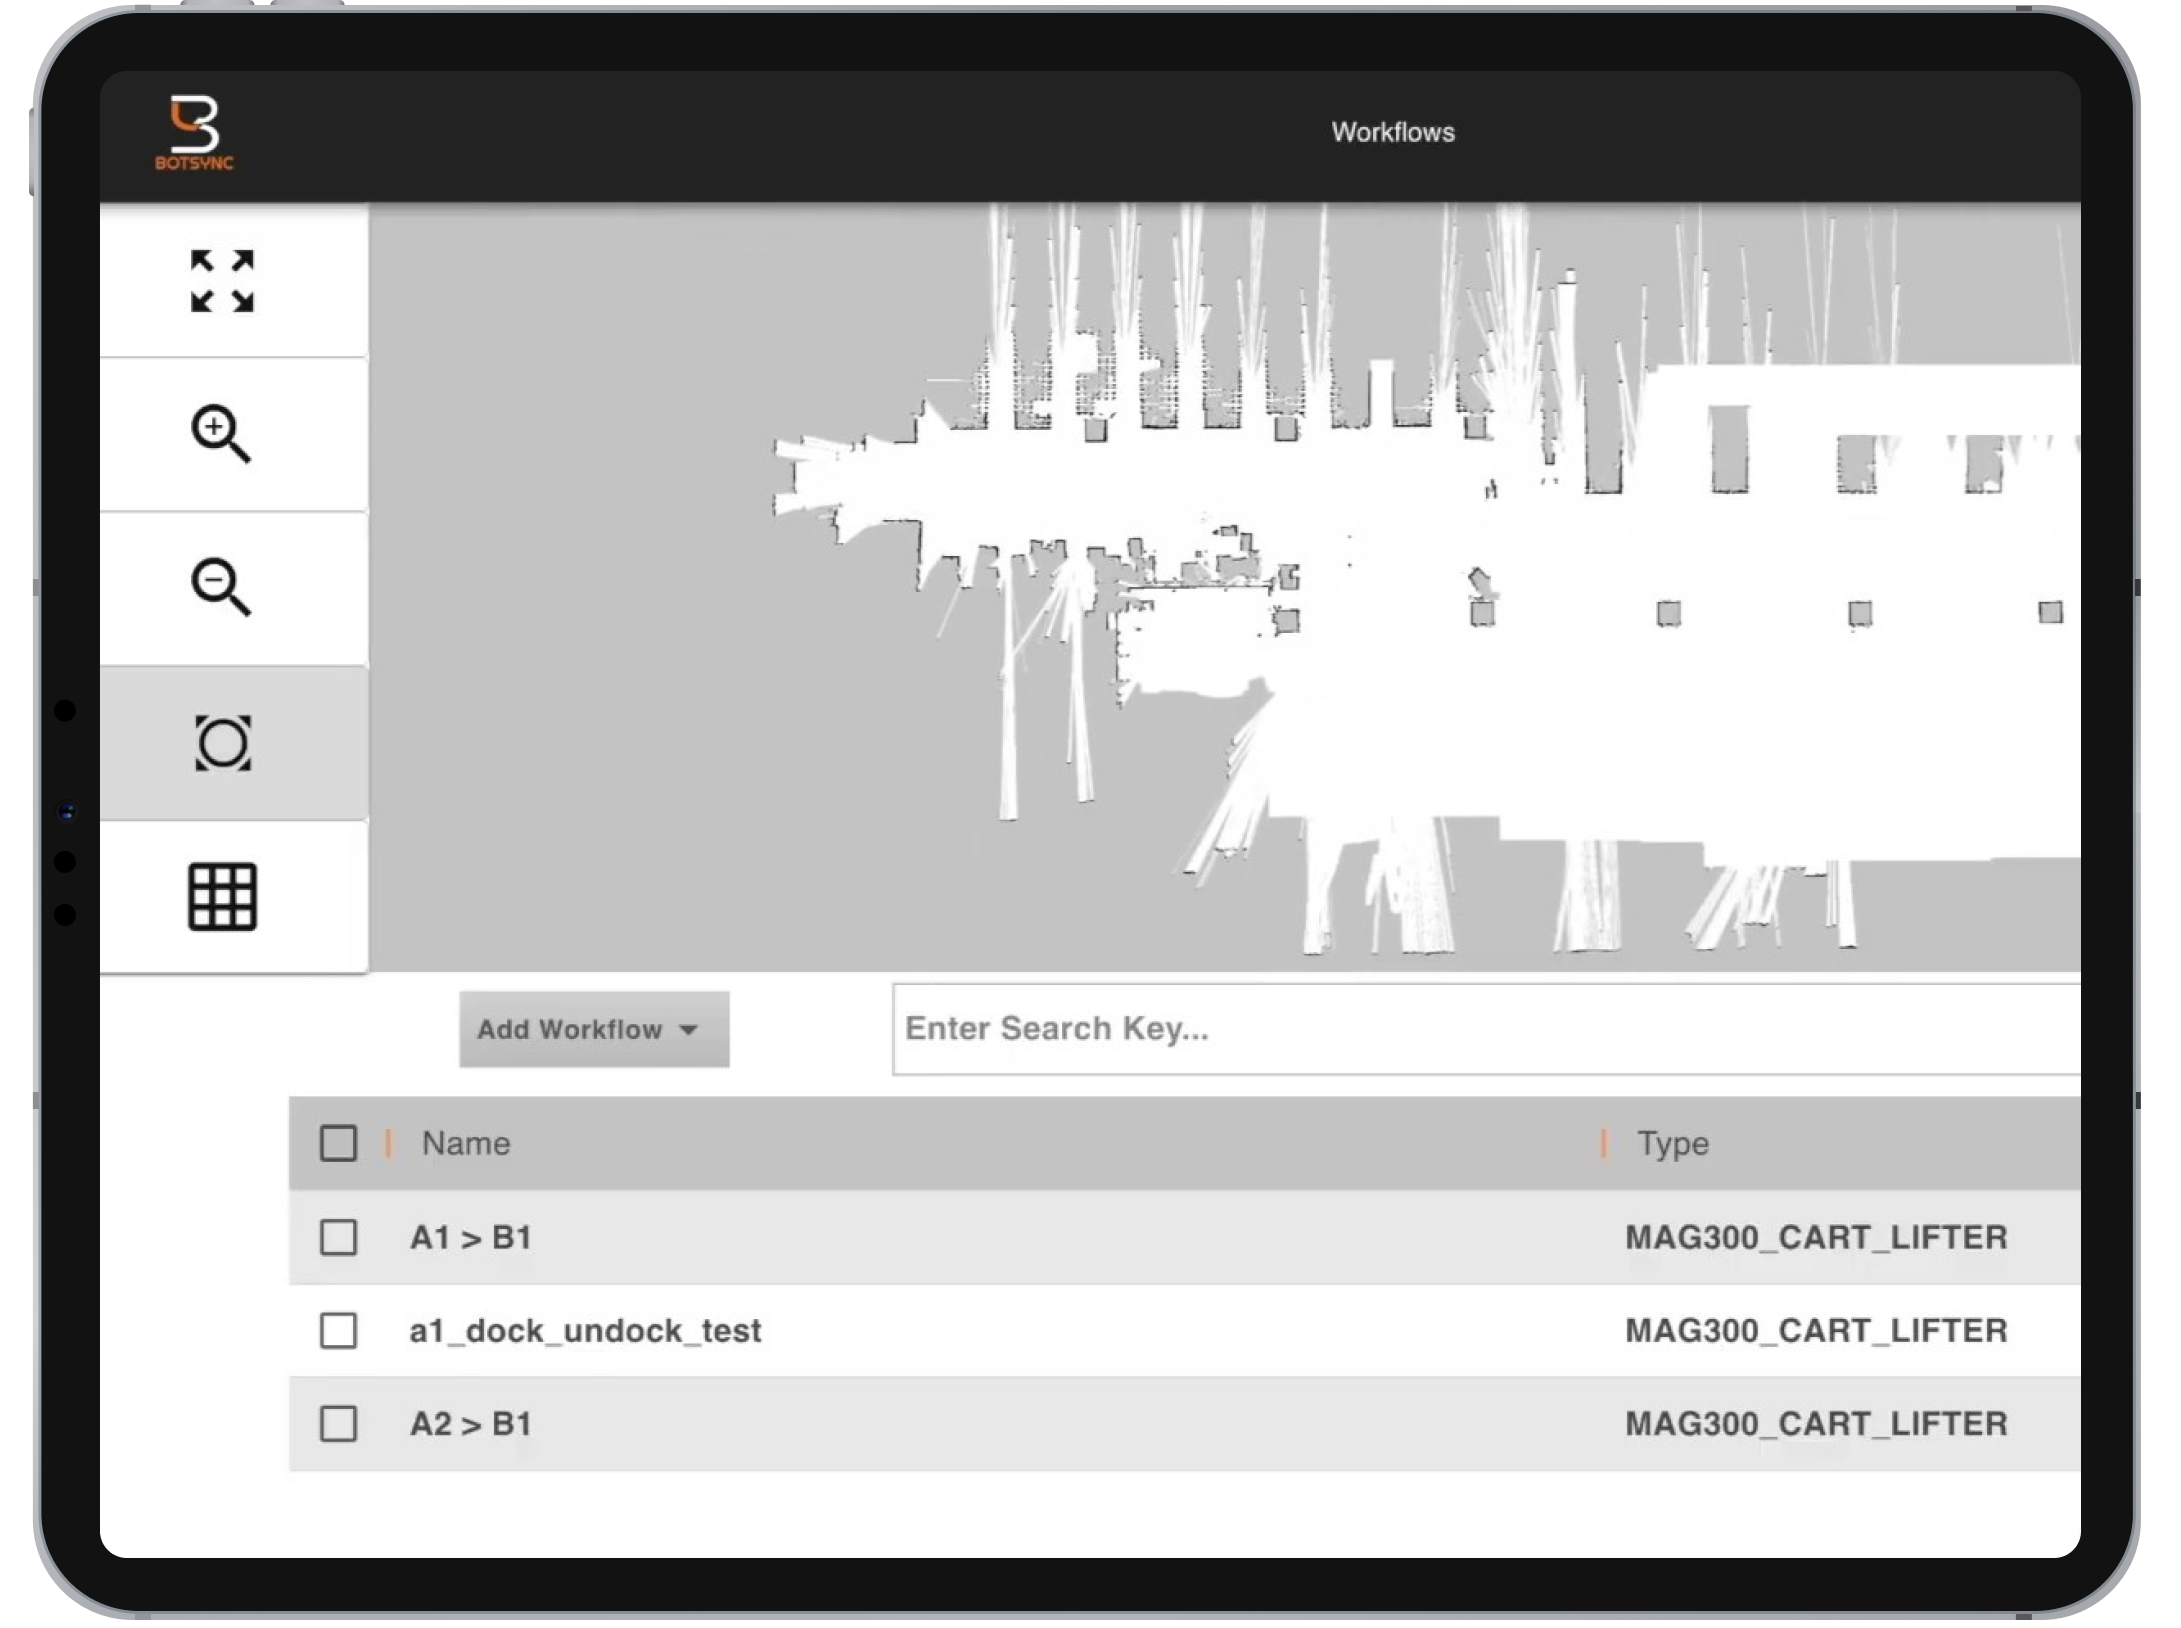 BOTSYNC
Workflows
Add Workflow
Enter Search Key...
Name
Type
A1 > B1
MAG300_CART_LIFTER
a1_dock_undock_test
MAG300_CART_LIFTER
A2 > B1
MAG300_CART_LIFTER